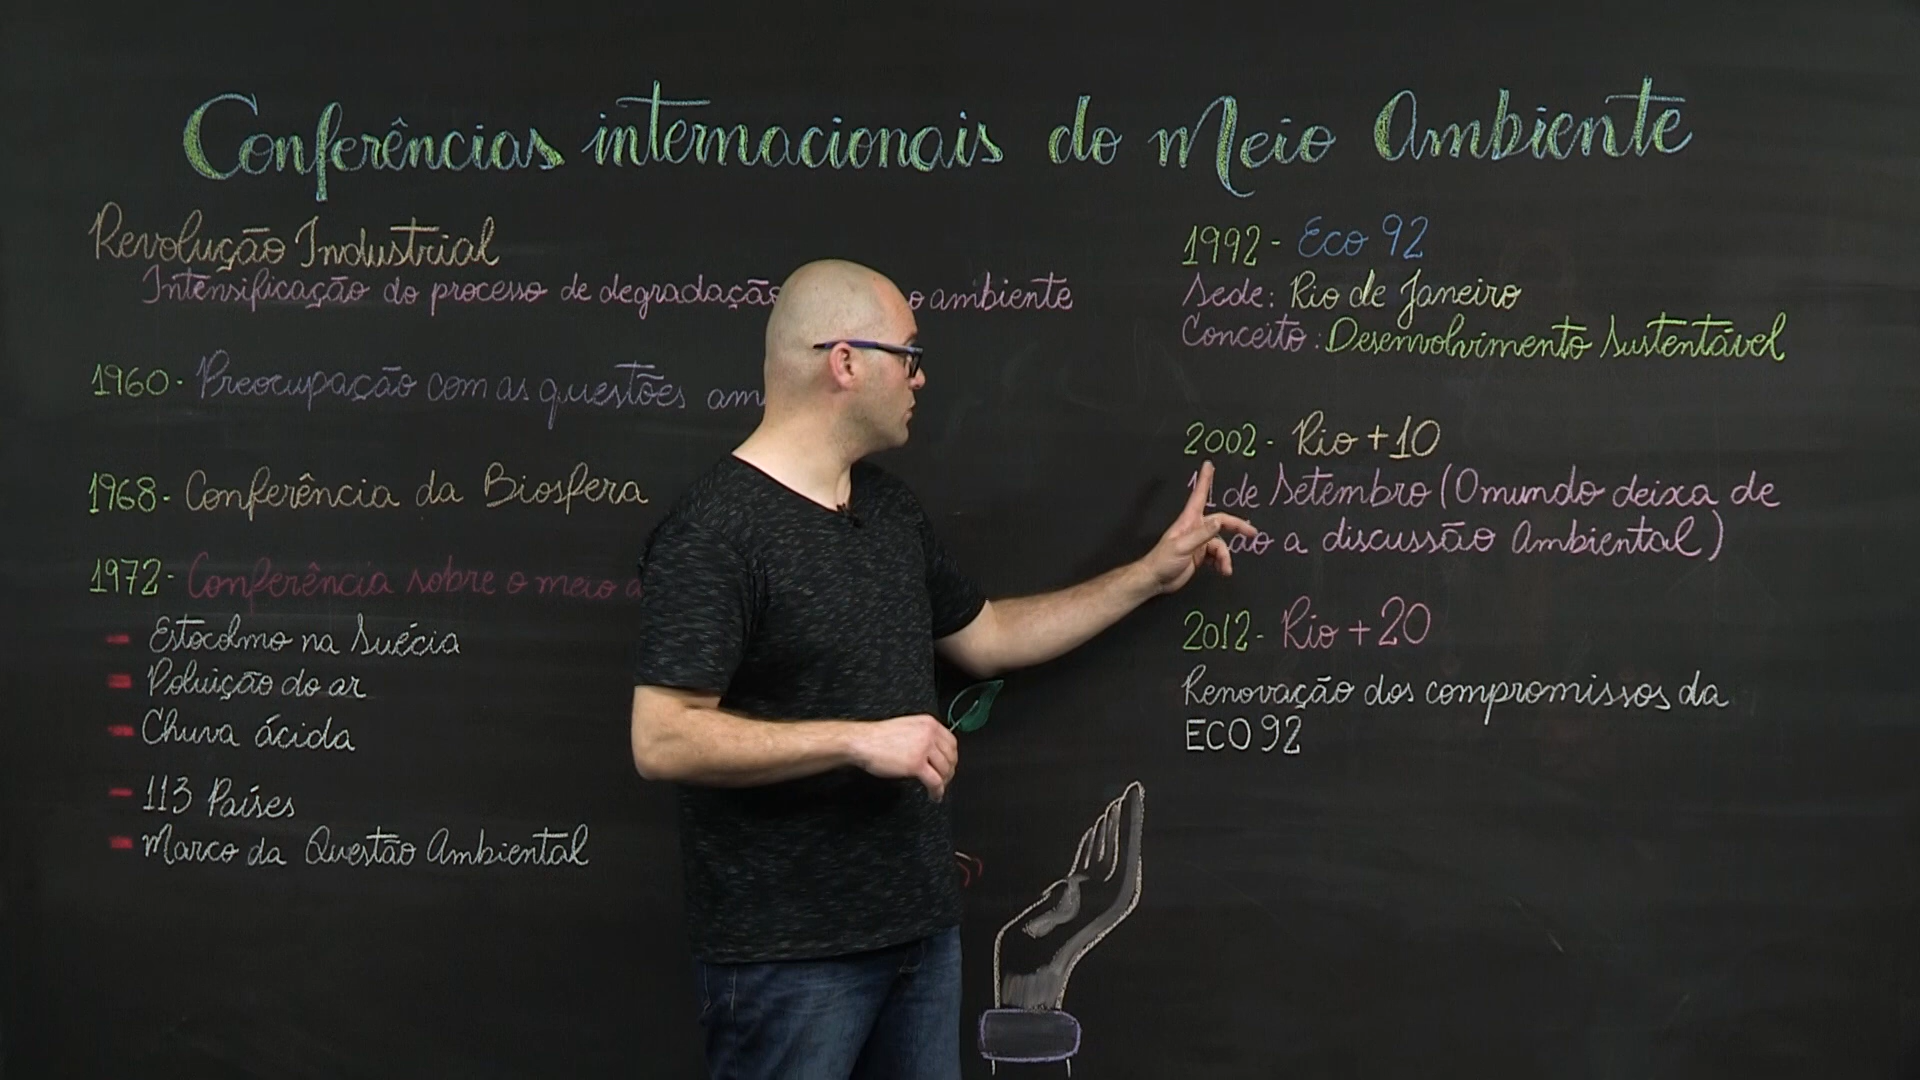 Conferências internacionais do Meio Ambiente
Revolução Industrial
Intensificação do processo de degradação o ambiente
1960 - Preocupação com as questões am
1968 - Conferência da Biosfera
1972 - Conferência sobre o meio a
- Estocolmo na Suécia
- Poluição do ar
- Chuva ácida
- 113 Países
- Marco da Questão Ambiental
1992 - Eco 92
Sede: Rio de Janeiro
Conceito: Desenvolvimento Sustentável
2002 - Rio +10
11 de Setembro (O mundo deixa de
ão a discussão Ambiental)
2012 - Rio +20
Renovação dos compromissos da
ECO 92